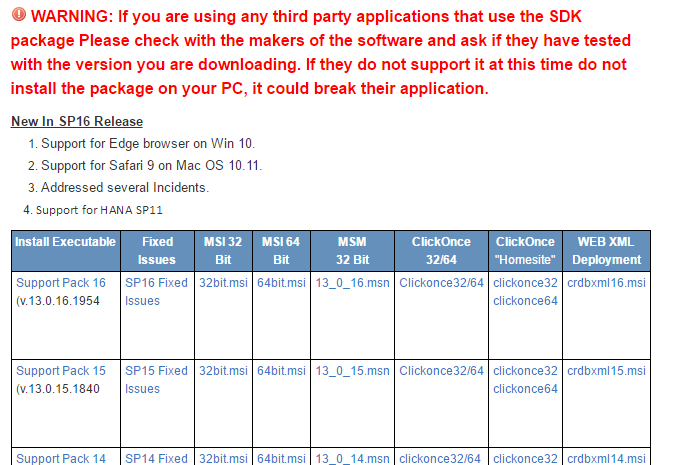 WARNING: If you are using any third party applications that use the SDK
package Please check with the makers of the software and ask if they have tested
with the version you are downloading. If they do not support it at this time do not
install the package on your PC, it could break their application.
New In SP16 Release
1. Support for Edge browser on Win 10.
2. Support for Safari 9 on Mac OS 10.11.
3. Addressed several Incidents.
4. Support for HANA SP11
Install Executable Fixed MSI 32 MSI 64 MSM ClickOnce ClickOnce WEB XML
Issues Bit Bit 32 Bit 32/64 "Homesite" Deployment
Support Pack 16 SP16 Fixed 32bit.msi 64bit.msi 13_0_16.msn Clickonce32/64 clickonce32 crdbxml16.msi
(v.13.0.16.1954 Issues clickonce64
Support Pack 15 SP15 Fixed 32bit.msi 64bit.msi 13_0_15.msn Clickonce32/64 clickonce32 crdbxml15.msi
(v.13.0.15.1840 Issues clickonce64
Support Pack 14 SP14 Fixed 32bit.msi 64bit.msi 13_0_14.msn clickonce32/64 clickonce32 crdbxml14.msi